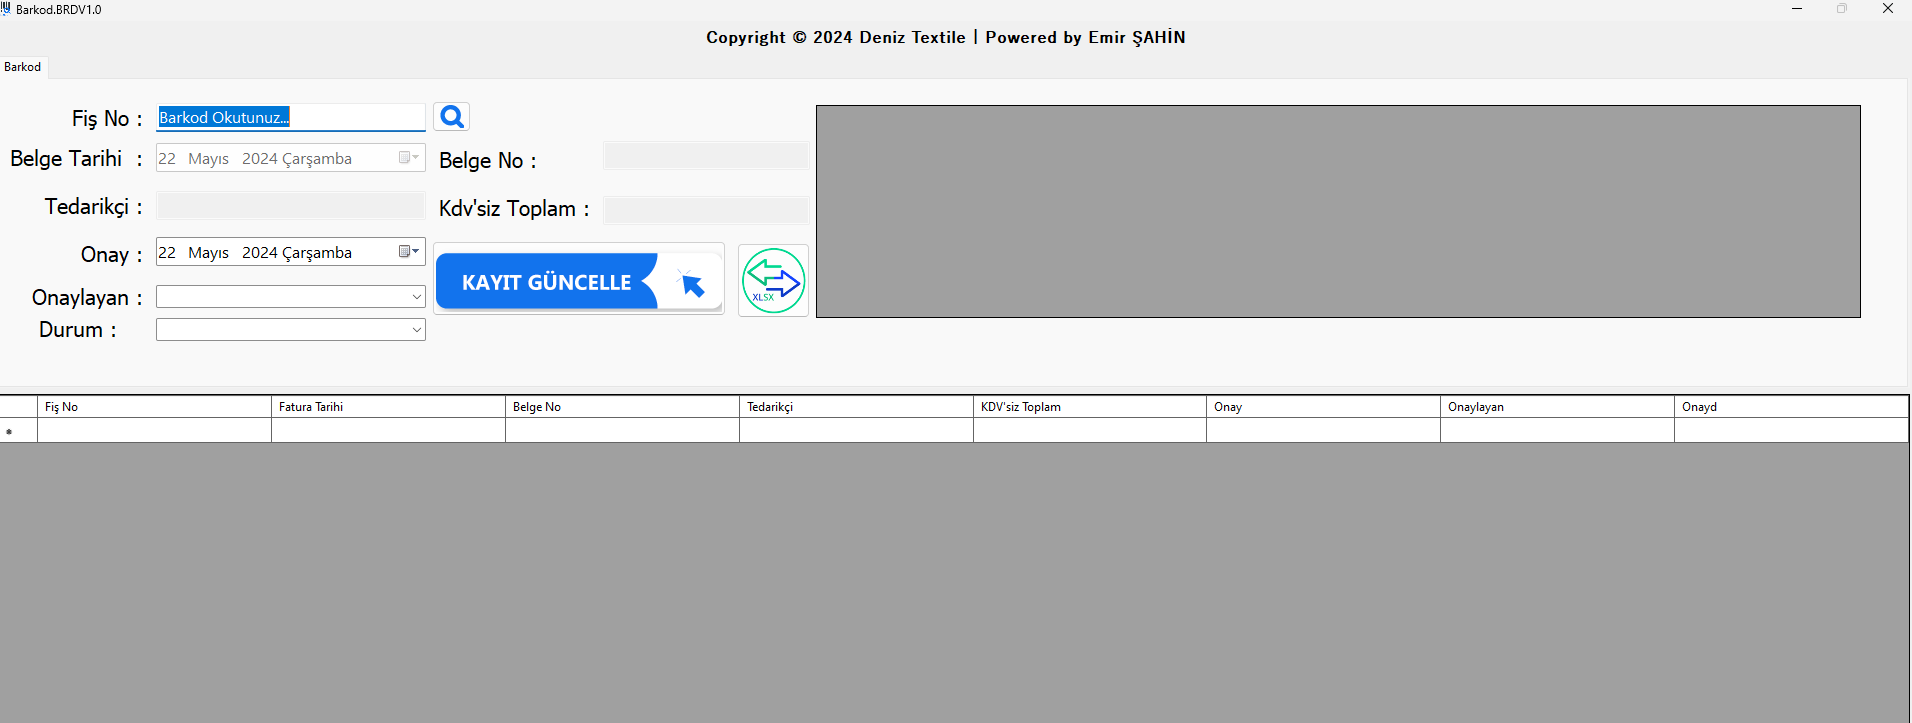 Barkod.BRDV1.0
Copyright © 2024 Deniz Textile | Powered by Emir ŞAHİN
Barkod
Fiş No : Barkod Okutunuz...
Belge Tarihi : 22 Mayıs 2024 Çarşamba Belge No :
Tedarikçi : Kdv'siz Toplam :
Onay : 22 Mayıs 2024 Çarşamba
KAYIT GÜNCELLE
XLSX
Onaylayan :
Durum :
Fiş No Fatura Tarihi Belge No Tedarikçi KDV'siz Toplam Onay Onaylayan Onayd